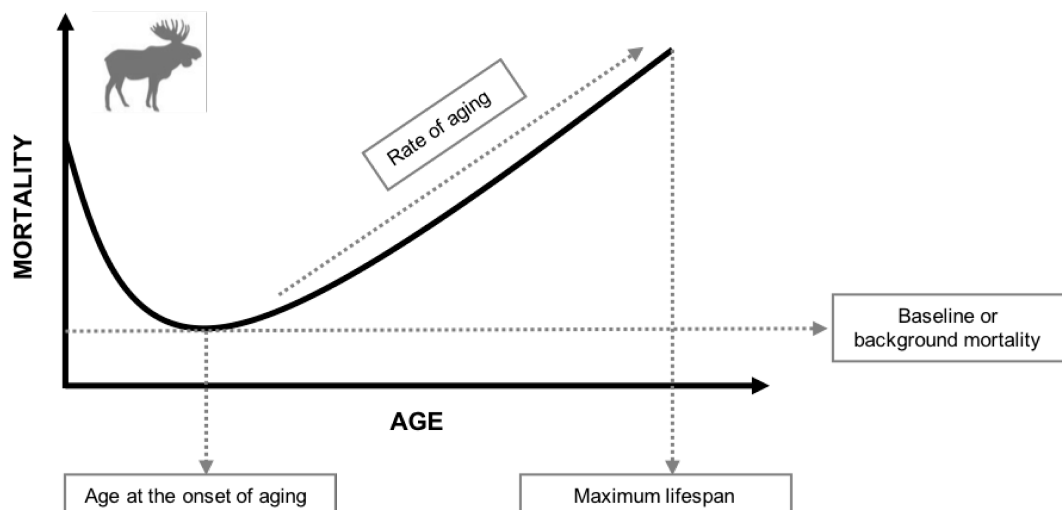 MORTALITY
Rate of aging
Baseline or
background mortality
AGE
Age at the onset of aging
Maximum lifespan